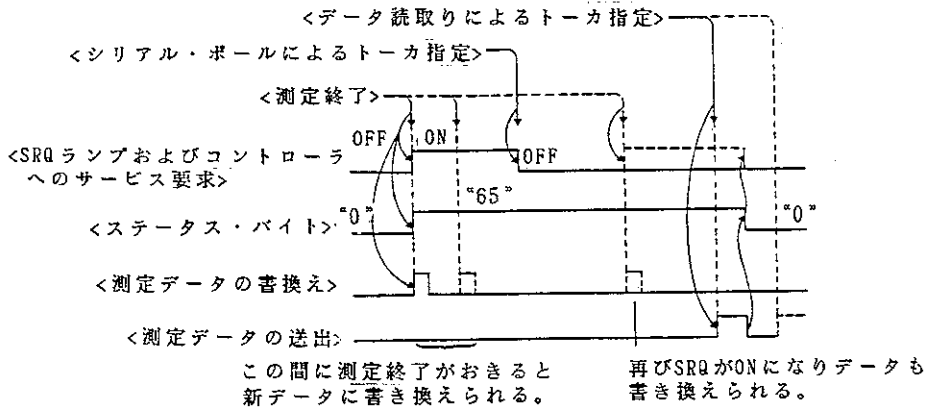 <データ読取りによるトーカ指定>
<シリアル・ポールによるトーカ指定>
<測定終了>
OFF
ON
OFF
<SRQランプおよびコントローラ
へのサービス要求>
"0"
"65"
"0"
<ステータス・バイト>
<測定データの書換え>
<測定データの送出>
この間に測定終了がおきると
新データに書き換えられる。
再びSRQがONになりデータも
書き換えられる。